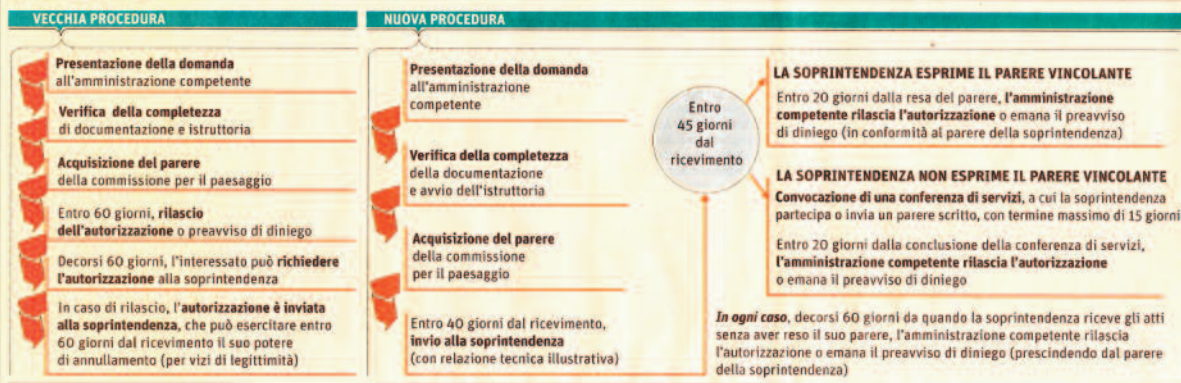 VECCHIA PROCEDURA
Presentazione della domanda
all'amministrazione competente
Verifica della completezza
di documentazione e istruttoria
Acquisizione del parere
della commissione per il paesaggio
Entro 60 giorni, rilascio
dell'autorizzazione o preavviso di diniego
Decorsi 60 giorni, l'interessato può richiedere
l'autorizzazione alla soprintendenza
In caso di rilascio, l'autorizzazione è inviata
alla soprintendenza, che può esercitare entro
60 giorni dal ricevimento il suo potere
di annullamento (per vizi di legittimità)
NUOVA PROCEDURA
Presentazione della domanda
all'amministrazione
competente
Verifica della completezza
della documentazione
e avvio dell'istruttoria
Acquisizione del parere
della commissione
per il paesaggio
Entro 40 giorni dal ricevimento,
invio alla soprintendenza
(con relazione tecnica illustrativa)
Entro
45 giorni
dal
ricevimento
LA SOPRINTENDENZA ESPRIME IL PARERE VINCOLANTE
Entro 20 giorni dalla resa del parere, l'amministrazione
competente rilascia l'autorizzazione o emana il preavviso
di diniego (in conformità al parere della soprintendenza)
LA SOPRINTENDENZA NON ESPRIME IL PARERE VINCOLANTE
Convocazione di una conferenza di servizi, a cui la soprintendenza
partecipa o invia un parere scritto, con termine massimo di 15 giorni
Entro 20 giorni dalla conclusione della conferenza di servizi,
l'amministrazione competente rilascia l'autorizzazione
o emana il preavviso di diniego
In ogni caso, decorsi 60 giorni da quando la soprintendenza riceve gli atti
senza aver reso il suo parere, l'amministrazione competente rilascia
l'autorizzazione o emana il preavviso di diniego (prescindendo dal parere
della soprintendenza)